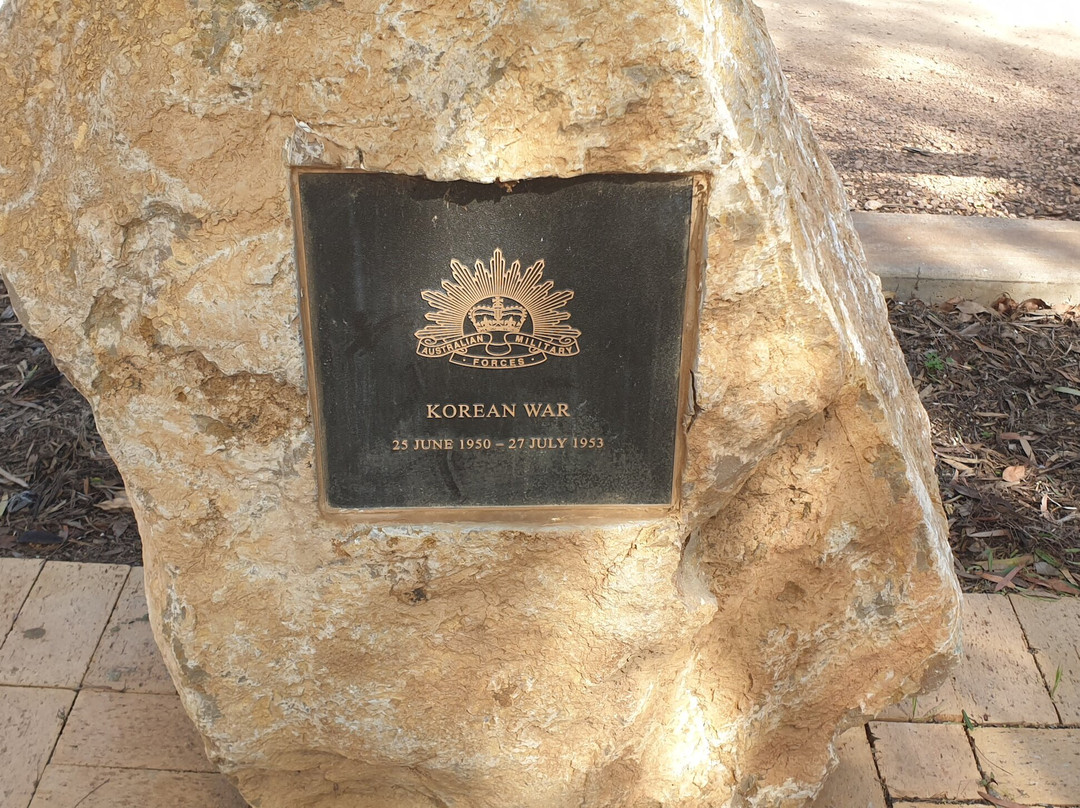 AUSTRALIAN MILITARY
FORCES
KOREAN WAR
25 JUNE 1950 – 27 JULY 1953